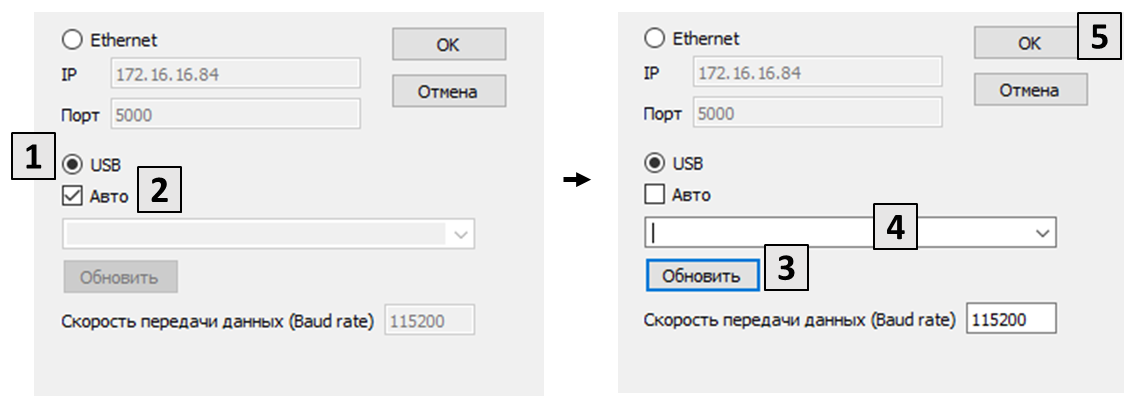 Ethernet
OK
IP 172.16.16.84
Отмена
Порт 5000
1 USB
Авто 2
Обновить
Скорость передачи данных (Baud rate) 115200
Ethernet
OK 5
IP 172.16.16.84
Отмена
Порт 5000
USB
Авто
4
Обновить 3
Скорость передачи данных (Baud rate) 115200